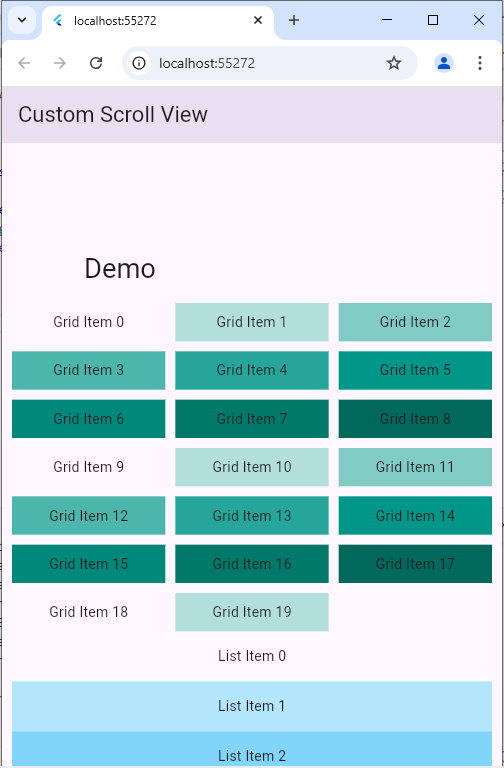 localhost:55272
localhost:55272
Custom Scroll View
Demo
Grid Item 0 Grid Item 1 Grid Item 2
Grid Item 3 Grid Item 4 Grid Item 5
Grid Item 6 Grid Item 7 Grid Item 8
Grid Item 9 Grid Item 10 Grid Item 11
Grid Item 12 Grid Item 13 Grid Item 14
Grid Item 15 Grid Item 16 Grid Item 17
Grid Item 18 Grid Item 19
List Item 0
List Item 1
List Item 2